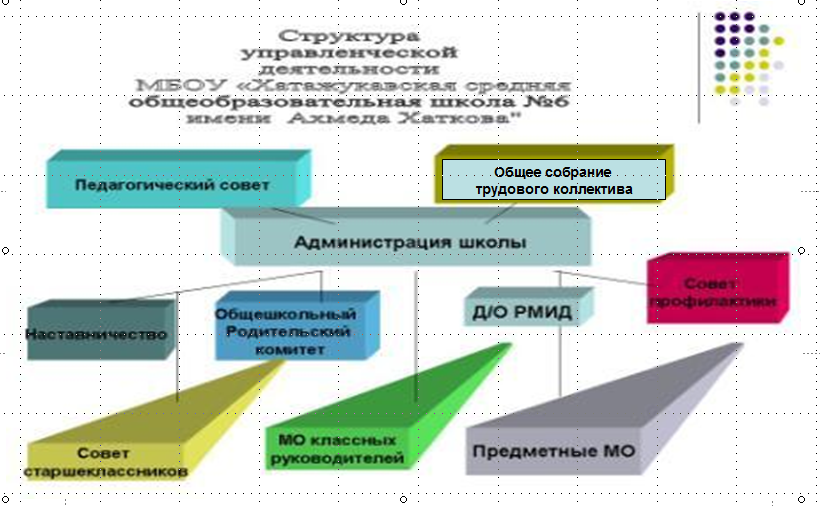 Структура
управленческой
деятельности
МБОУ «Хатажукавская средняя
общеобразовательная школа №6
имени Ахмеда Хаткова"
Педагогический совет
Общее собрание
трудового коллектива
Администрация школы
Наставничество
Общешкольный
Родительский
комитет
Д/О РМИД
Совет
профилактики
Совет
старшеклассников
МО классных
руководителей
Предметные МО